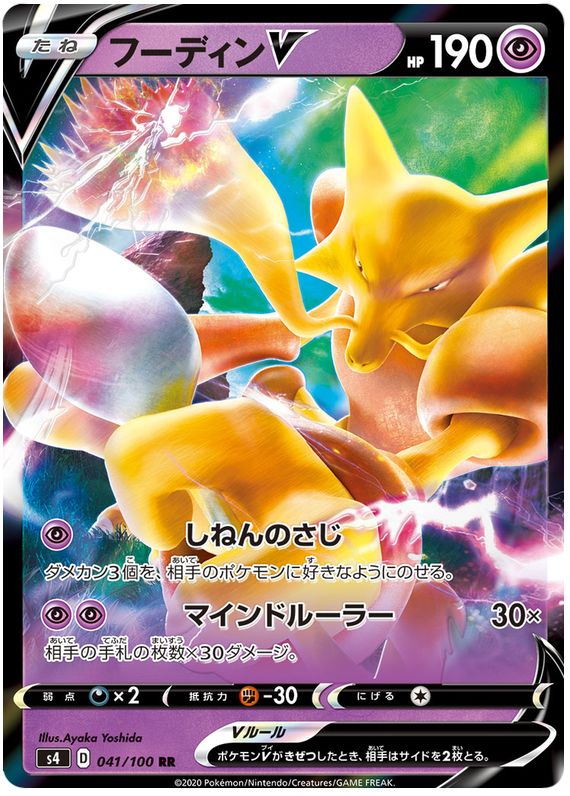 たね フーディンV HP 190
しねんのさじ
ダメカン3個を、相手のポケモンに好きなようにのせる。
マインドルーラー 30×
相手の手札の枚数×30ダメージ。
弱点 ×2 抵抗力 -30 にげる
Illus.Ayaka Yoshida
Vルール
ポケモンVがきぜつしたとき、相手はサイドを2枚とる。
s4 D 041/100 RR
©2020 Pokémon/Nintendo/Creatures/GAME FREAK.